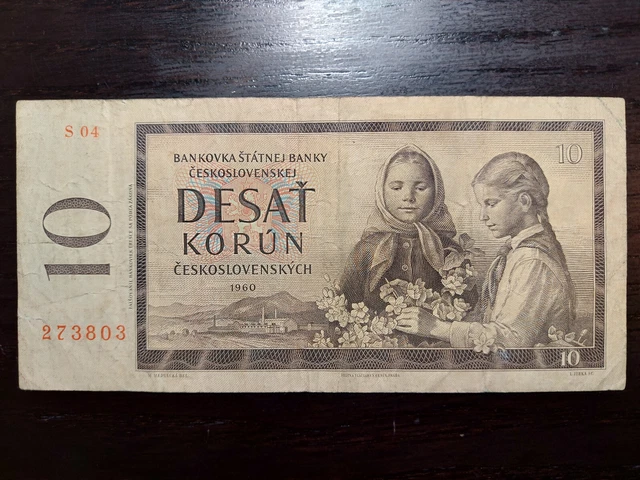 S 04
BANKOVKA ŠTÁTNEJ BANKY
ČESKOSLOVENSKEJ
DESAŤ
KORÚN
ČESKOSLOVENSKÝCH
1960
10
10
273803
10